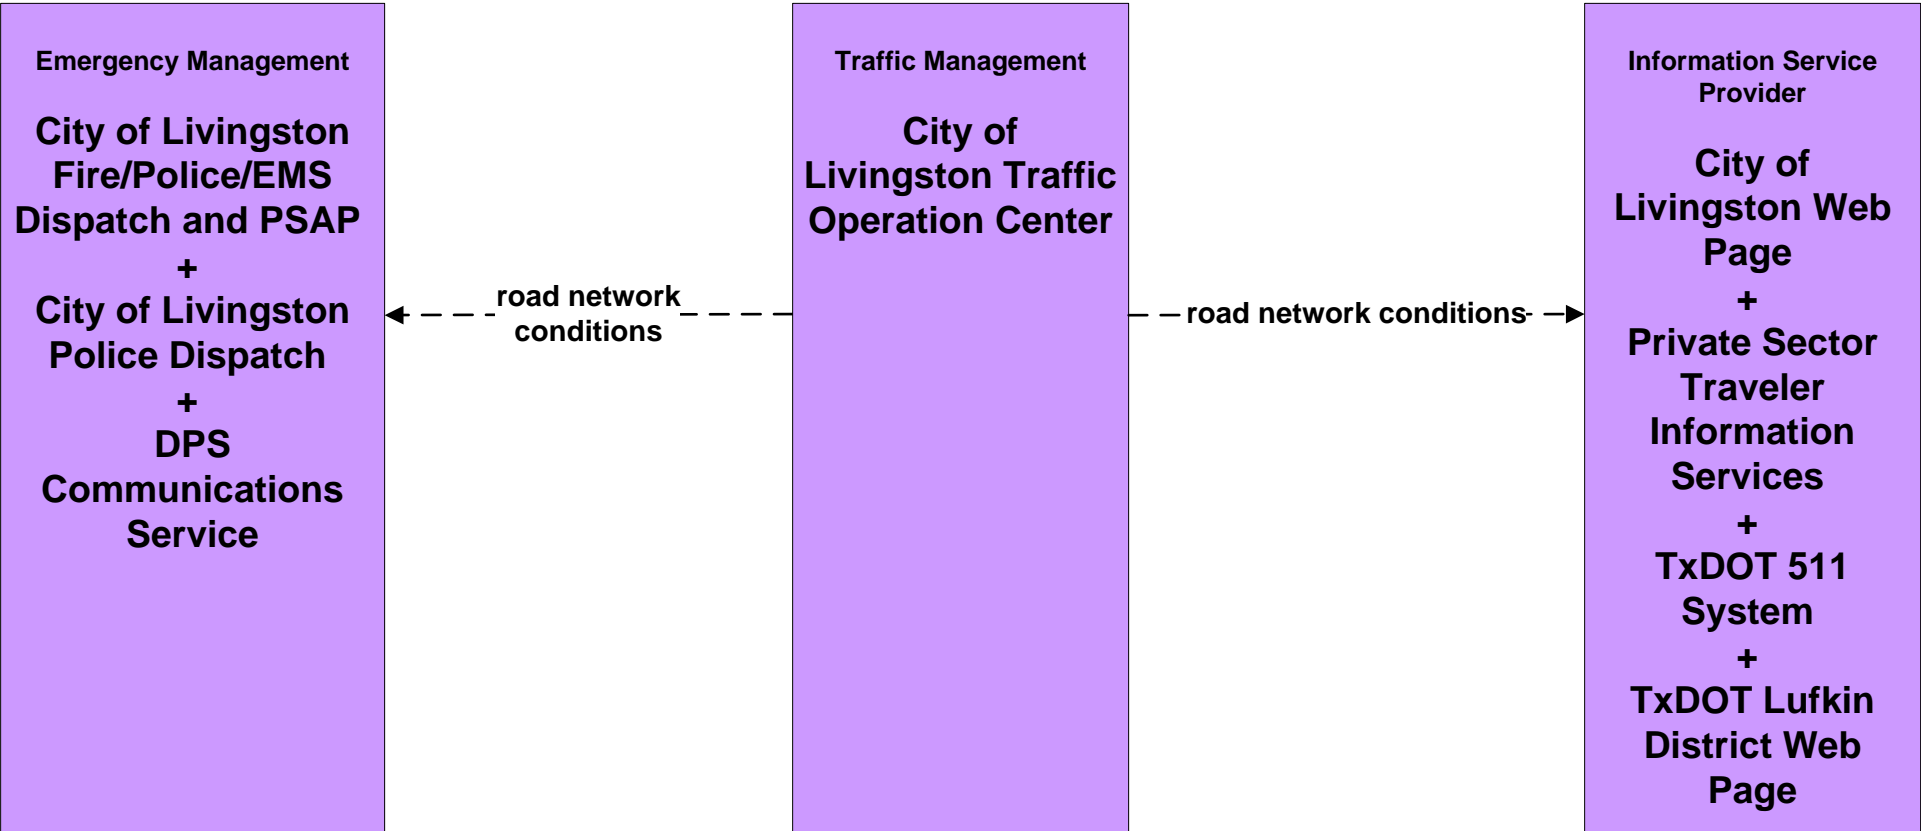 Emergency Management
City of Livingston
Fire/Police/EMS
Dispatch and PSAP
+
City of Livingston
Police Dispatch
+
DPS
Communications
Service
road network
conditions
Traffic Management
City of
Livingston Traffic
Operation Center
road network conditions
Information Service
Provider
City of
Livingston Web
Page
+
Private Sector
Traveler
Information
Services
+
TxDOT 511
System
+
TxDOT Lufkin
District Web
Page